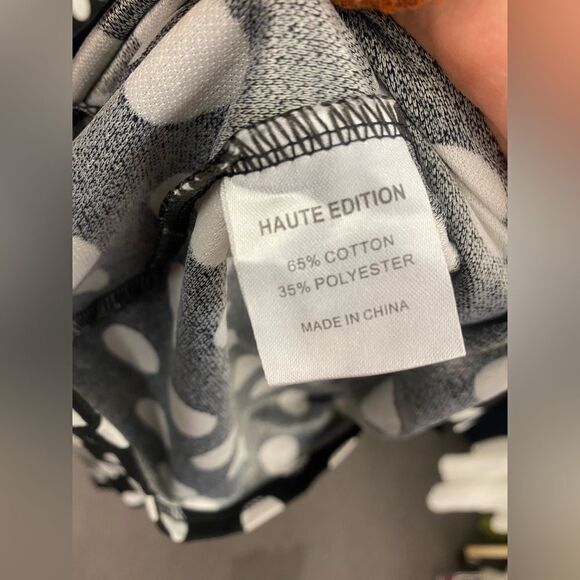 HAUTE EDITION
65% COTTON
35% POLYESTER
MADE IN CHINA